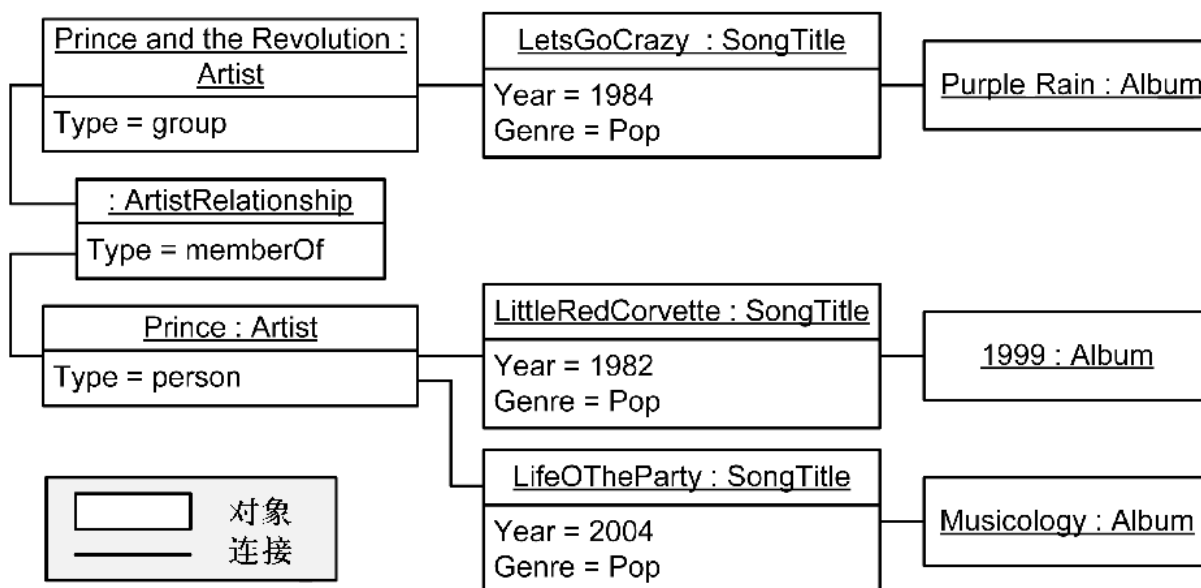 Prince and the Revolution :
Artist
Type = group
LetsGoCrazy : SongTitle
Year = 1984
Genre = Pop
Purple Rain : Album
: ArtistRelationship
Type = memberOf
Prince : Artist
Type = person
LittleRedCorvette : SongTitle
Year = 1982
Genre = Pop
1999 : Album
LifeOTheParty : SongTitle
Year = 2004
Genre = Pop
Musicology : Album
对象
连接